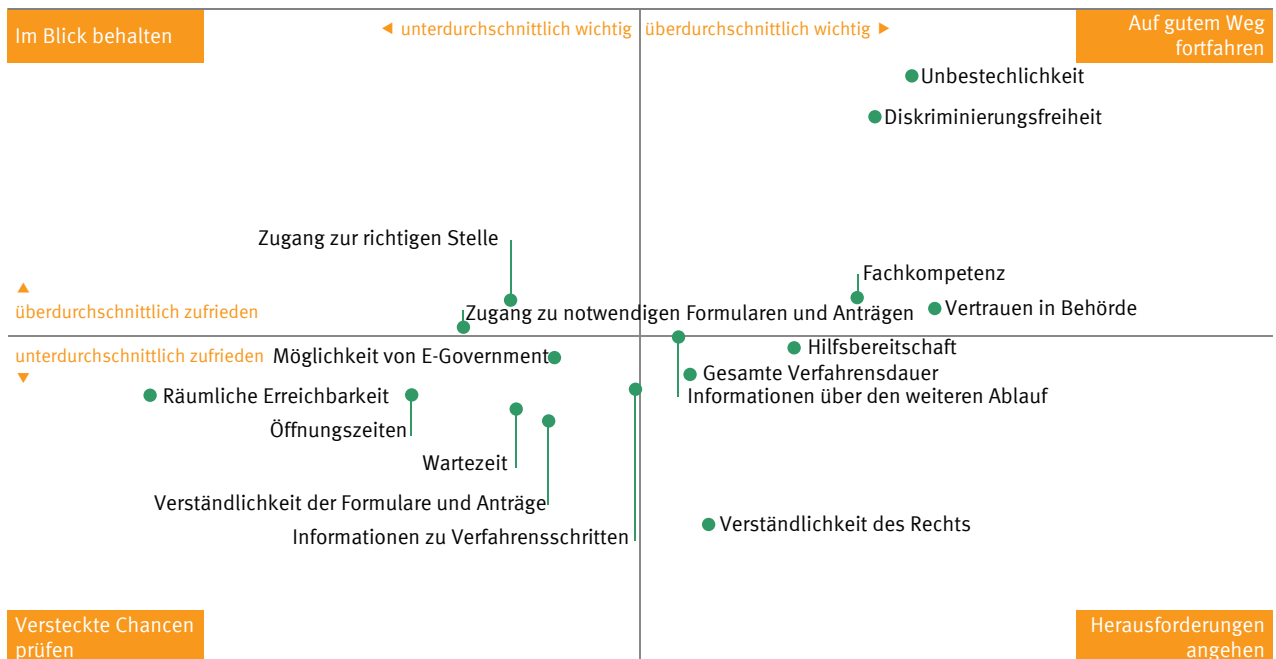 Im Blick behalten
◄ unterdurchschnittlich wichtig
überdurchschnittlich wichtig ►
Auf gutem Weg
fortfahren
Unbestechlichkeit
Diskriminierungsfreiheit
Zugang zur richtigen Stelle
Fachkompetenz
▲
überdurchschnittlich zufrieden
Zugang zu notwendigen Formularen und Anträgen
Vertrauen in Behörde
unterdurchschnittlich zufrieden
▼
Möglichkeit von E-Government
Hilfsbereitschaft
Gesamte Verfahrensdauer
Räumliche Erreichbarkeit
Informationen über den weiteren Ablauf
Öffnungszeiten
Wartezeit
Verständlichkeit der Formulare und Anträge
Verständlichkeit des Rechts
Informationen zu Verfahrensschritten
Versteckte Chancen
prüfen
Herausforderungen
angehen